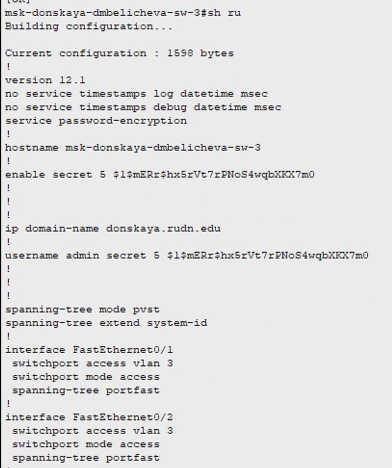 [OK]
msk-donskaya-dmbelicheva-sw-3#sh ru
Building configuration...
Current configuration : 1598 bytes
!
version 12.1
no service timestamps log datetime msec
no service timestamps debug datetime msec
service password-encryption
!
hostname msk-donskaya-dmbelicheva-sw-3
!
enable secret 5 $1$mERr$hx5rVt7rPNoS4wqbXKX7m0
!
!
!
ip domain-name donskaya.rudn.edu
!
username admin secret 5 $1$mERr$hx5rVt7rPNoS4wqbXKX7m0
!
!
!
spanning-tree mode pvst
spanning-tree extend system-id
!
interface FastEthernet0/1
switchport access vlan 3
switchport mode access
spanning-tree portfast
!
interface FastEthernet0/2
switchport access vlan 3
switchport mode access
spanning-tree portfast